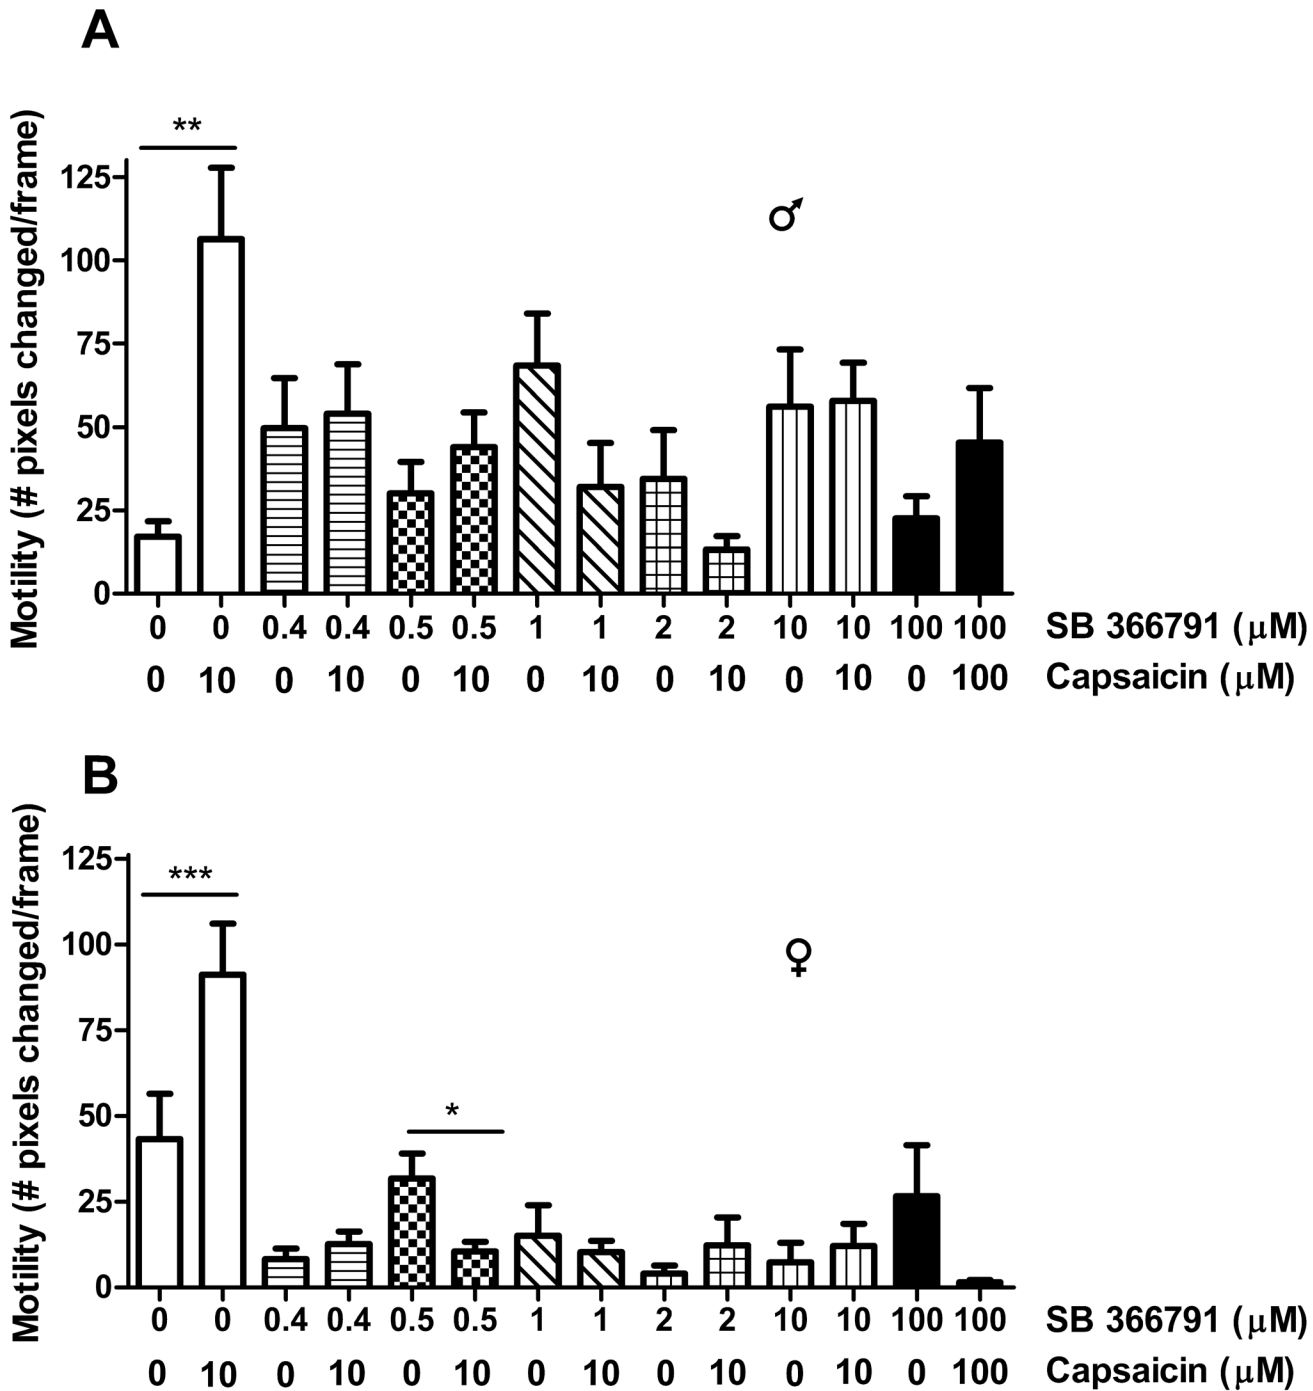 A
**
Motility (# pixels changed/frame)
125
100
75
50
25
0
♂
0 0 0.4 0.4 0.5 0.5 1 1 2 2 10 10 100 100 SB 366791 (μM)
0 10 0 10 0 10 0 10 0 10 0 10 0 100 Capsaicin (μM)
B
***
Motility (# pixels changed/frame)
125
100
75
50
25
0
♀
*
0 0 0.4 0.4 0.5 0.5 1 1 2 2 10 10 100 100 SB 366791 (μM)
0 10 0 10 0 10 0 10 0 10 0 10 0 100 Capsaicin (μM)